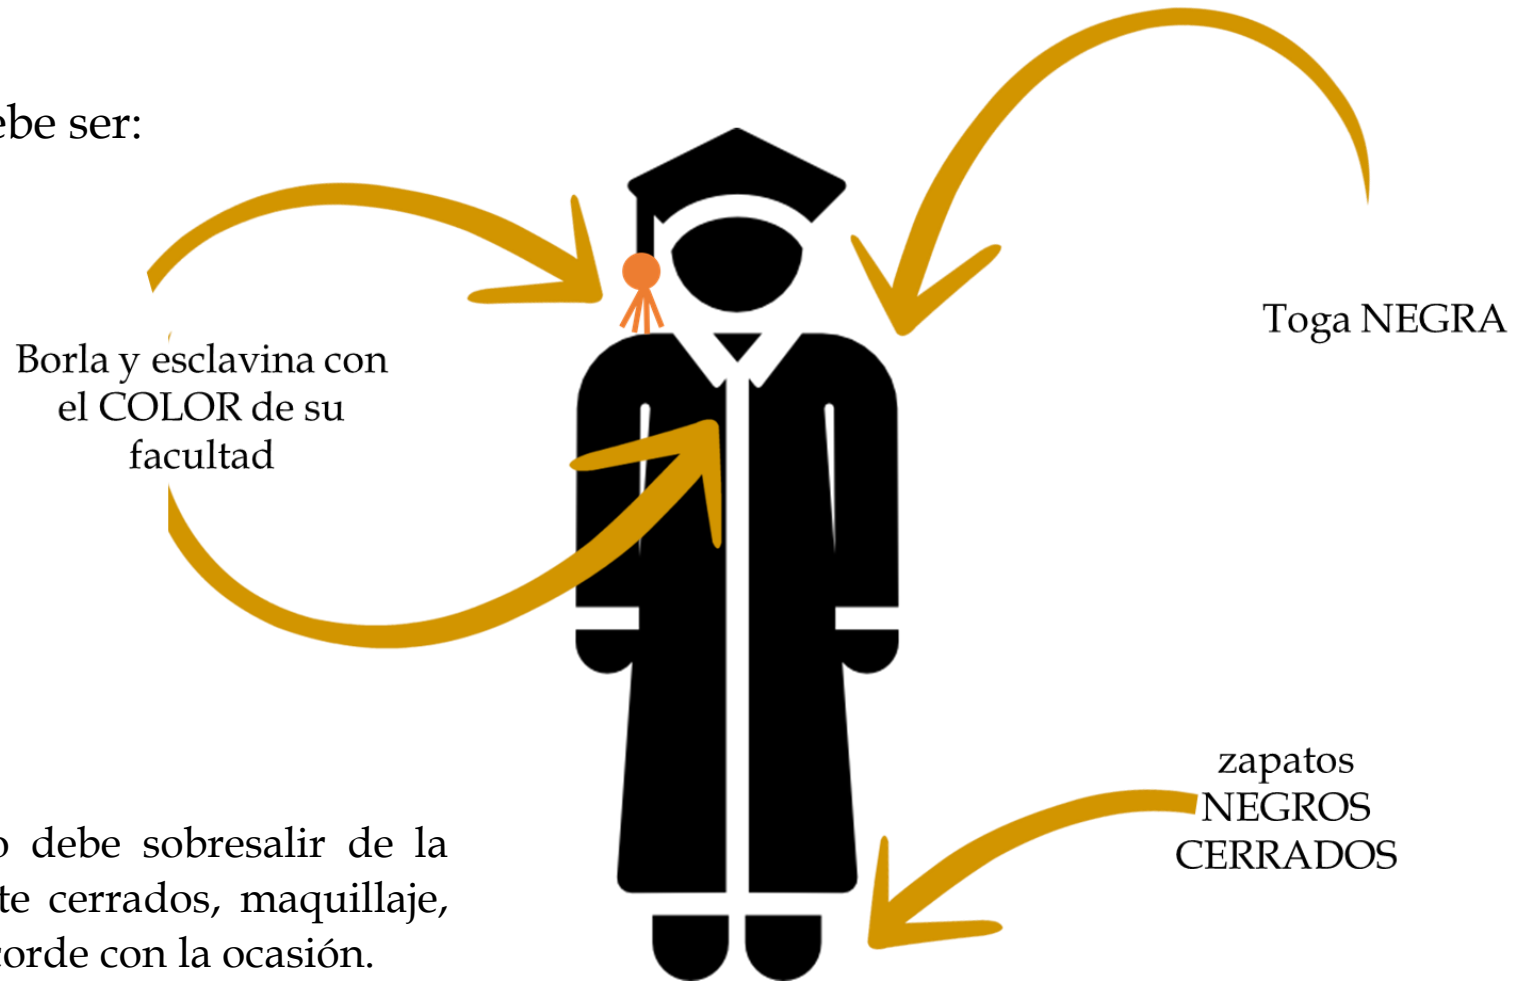 ebe ser:
Borla y esclavina con
el COLOR de su
facultad
Toga NEGRA
zapatos
NEGROS
CERRADOS
o debe sobresalir de la
te cerrados, maquillaje,
corde con la ocasión.